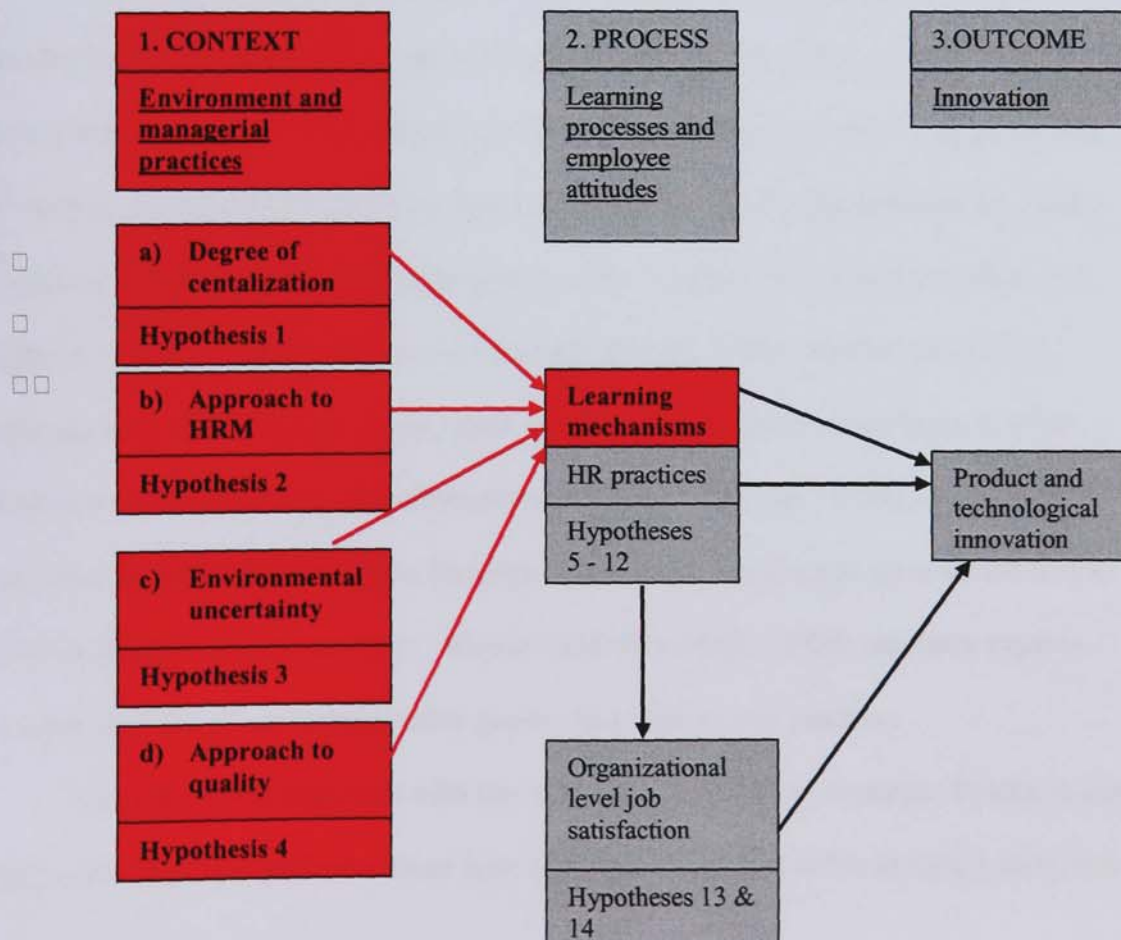 1. CONTEXT
Environment and
managerial
practices
a) Degree of
centalization
Hypothesis 1
b) Approach to
HRM
Hypothesis 2
c) Environmental
uncertainty
Hypothesis 3
d) Approach to
quality
Hypothesis 4
2. PROCESS
Learning
processes and
employee
attitudes
Learning
mechanisms
HR practices
Hypotheses
5 - 12
Organizational
level job
satisfaction
Hypotheses 13 &
14
3.OUTCOME
Innovation
Product and
technological
innovation